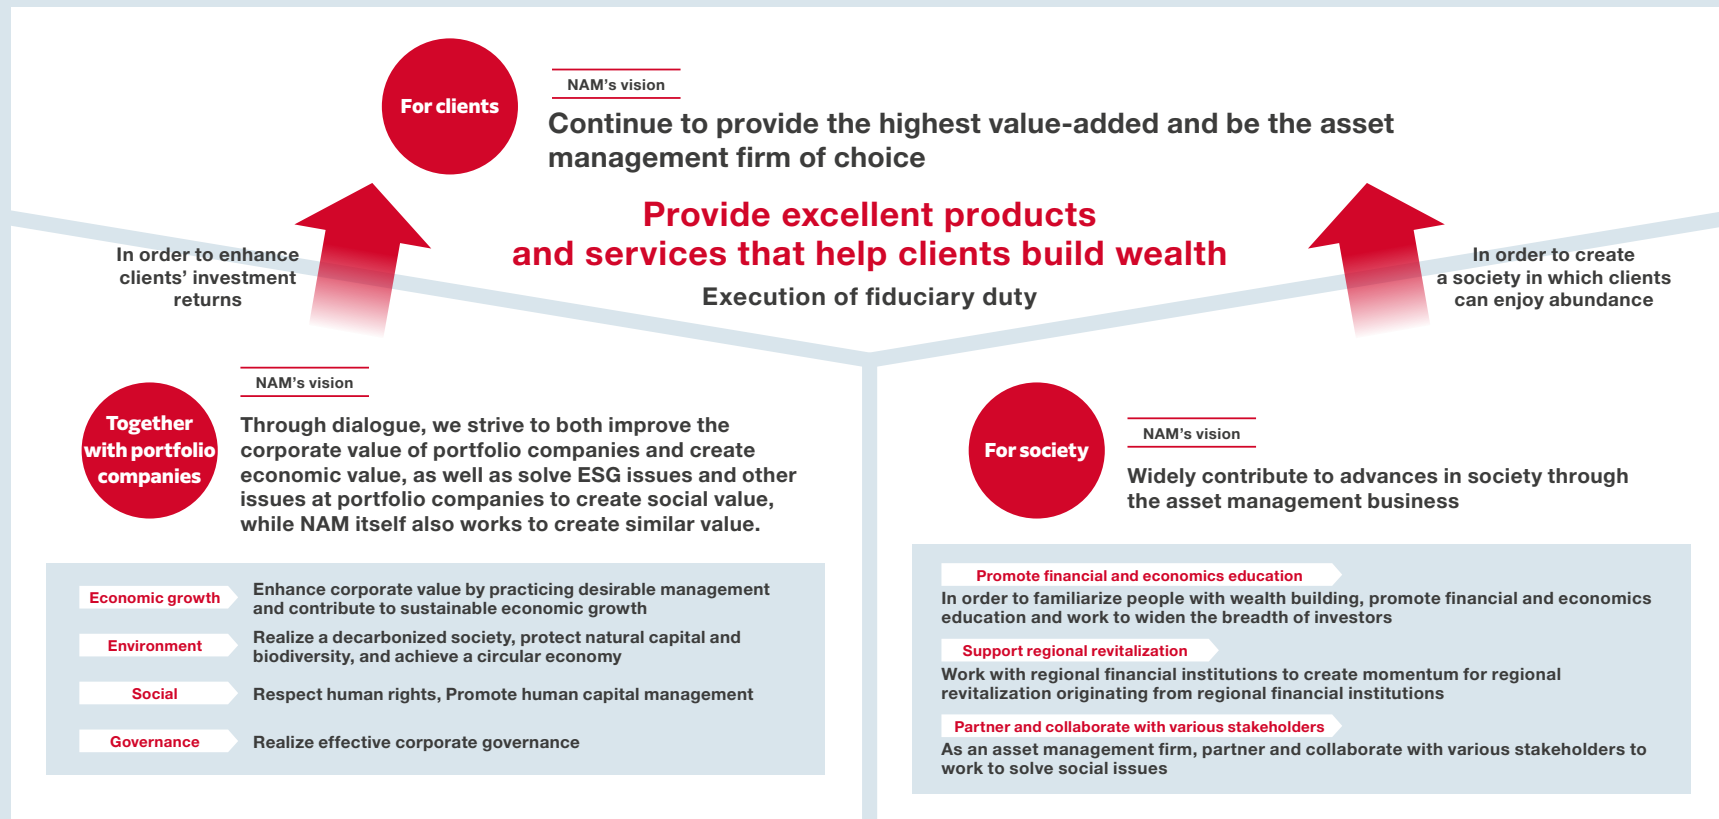 For clients
NAM's vision
Continue to provide the highest value-added and be the asset
management firm of choice
Provide excellent products
and services that help clients build wealth
Execution of fiduciary duty
In order to enhance
clients' investment
returns
In order to create
a society in which clients
can enjoy abundance
Together
with portfolio
companies
NAM's vision
Through dialogue, we strive to both improve the
corporate value of portfolio companies and create
economic value, as well as solve ESG issues and other
issues at portfolio companies to create social value,
while NAM itself also works to create similar value.
Economic growth
Enhance corporate value by practicing desirable management
and contribute to sustainable economic growth
Environment
Realize a decarbonized society, protect natural capital and
biodiversity, and achieve a circular economy
Social
Respect human rights, Promote human capital management
Governance
Realize effective corporate governance
For society
NAM's vision
Widely contribute to advances in society through
the asset management business
Promote financial and economics education
In order to familiarize people with wealth building, promote financial and economics
education and work to widen the breadth of investors
Support regional revitalization
Work with regional financial institutions to create momentum for regional
revitalization originating from regional financial institutions
Partner and collaborate with various stakeholders
As an asset management firm, partner and collaborate with various stakeholders to
work to solve social issues